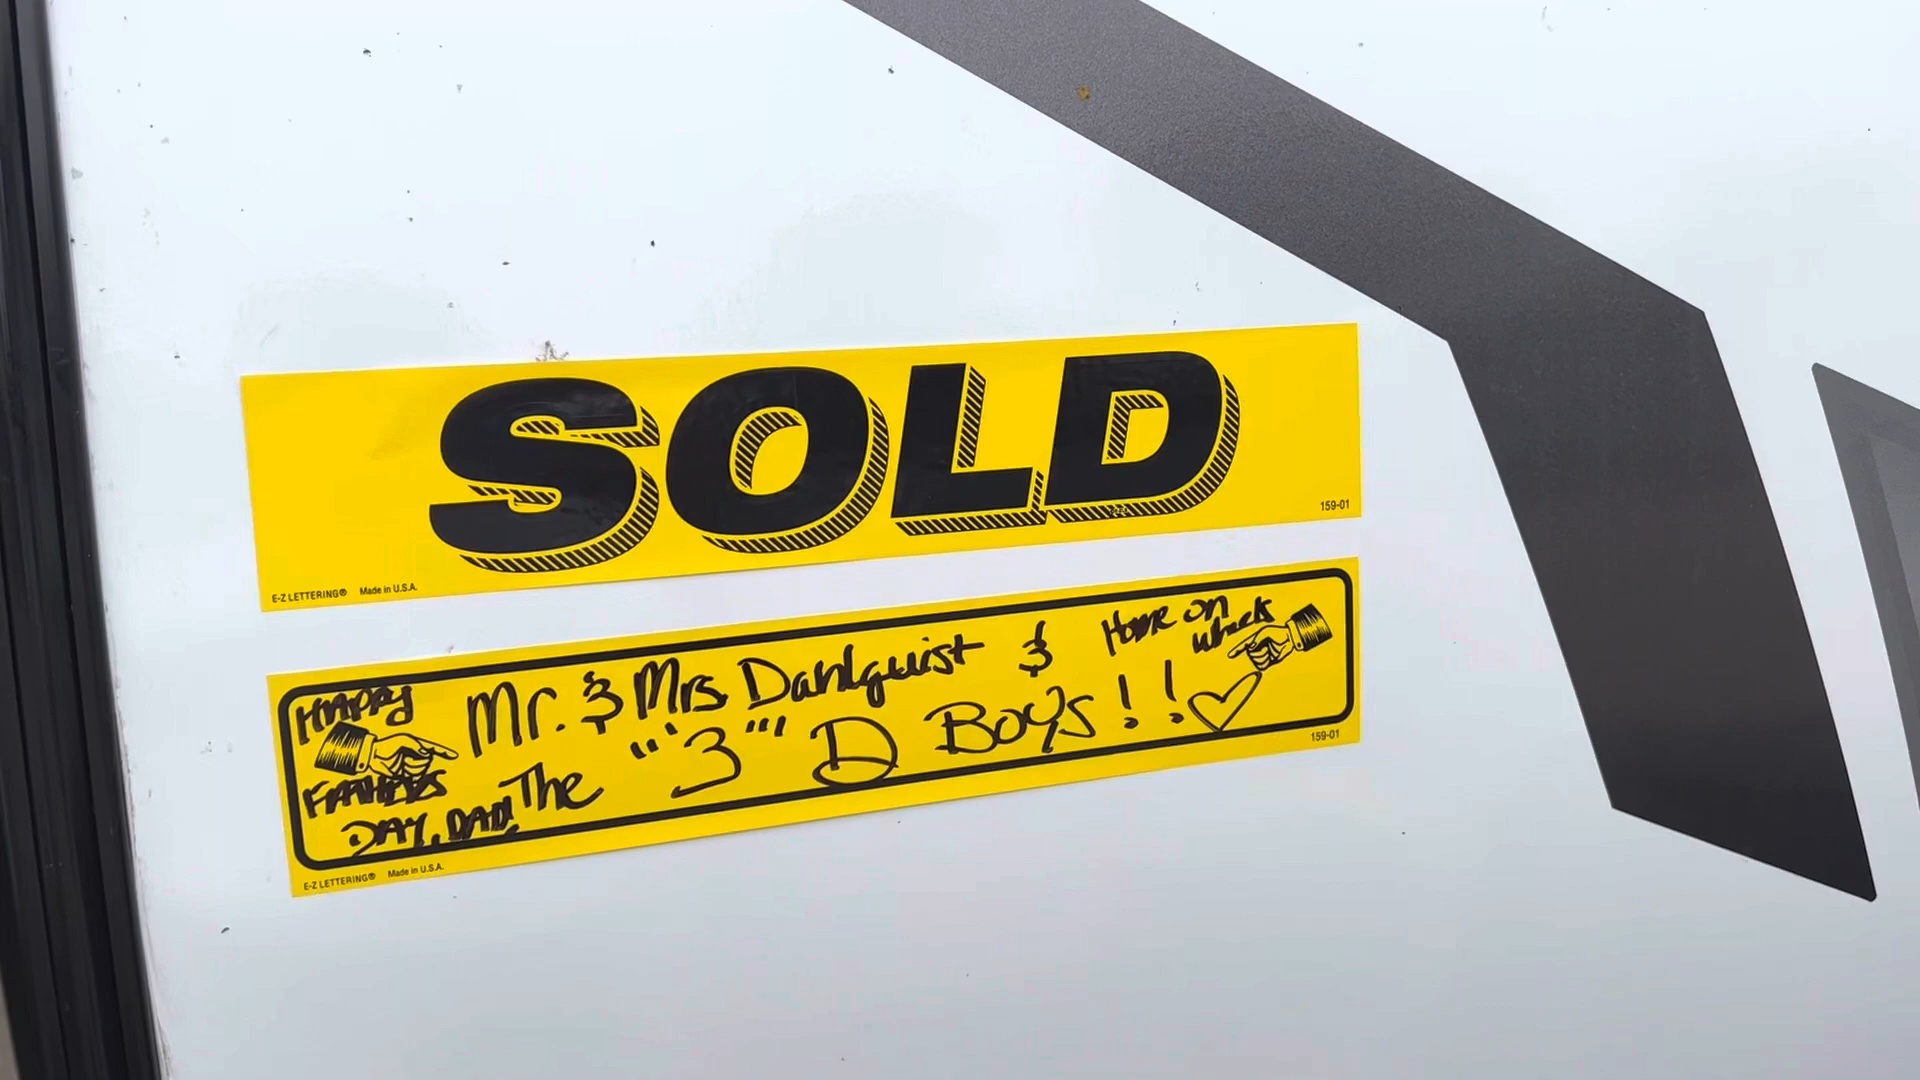 SOLD
159-01
E-Z LETTERING® Made in U.S.A.
HAPPY
FATHERS
DAY, DAD!
Mr. & Mrs. Dahlquist &
The "'3'" D Boys!!
Home on
Wheels
159-01
E-Z LETTERING® Made in U.S.A.